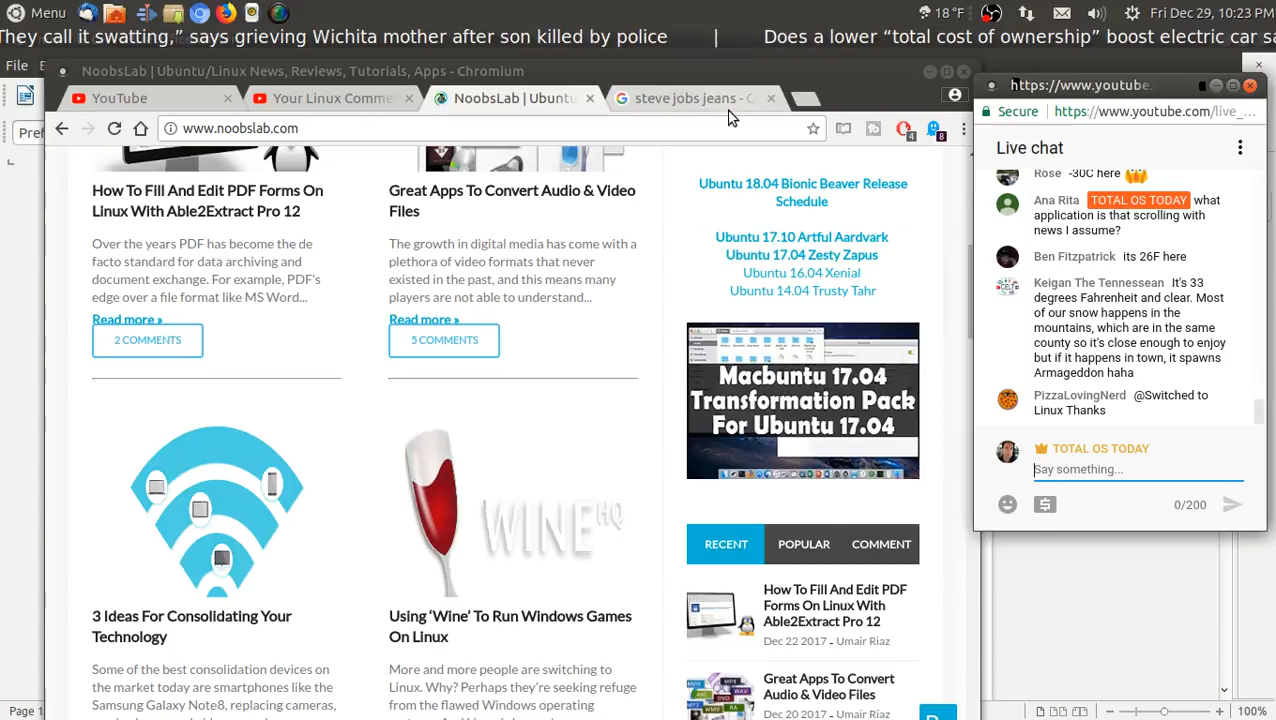 Menu
18 °F
Fri Dec 29, 10:23 PM
They call it swatting,” says grieving Wichita mother after son killed by police | Does a lower “total cost of ownership” boost electric car sa
File
NoobsLab | Ubuntu/Linux News, Reviews, Tutorials, Apps - Chromium
YouTube
Your Linux Comme
NoobsLab | Ubuntu
steve jobs jeans - G
www.noobslab.com
4
8
Pref
How To Fill And Edit PDF Forms On
Linux With Able2Extract Pro 12
Over the years PDF has become the de
facto standard for data archiving and
document exchange. For example, PDF's
edge over a file format like MS Word...
Read more »
2 COMMENTS
Great Apps To Convert Audio & Video
Files
The growth in digital media has come with a
plethora of video formats that never
existed in the past, and this means many
players are not able to understand...
Read more »
5 COMMENTS
3 Ideas For Consolidating Your
Technology
Some of the best consolidation devices on
the market today are smartphones like the
Samsung Galaxy Note8, replacing cameras,
WINE HQ
Using ‘Wine’ To Run Windows Games
On Linux
More and more people are switching to
Linux. Why? Perhaps they're seeking refuge
from the flawed Windows operating
Ubuntu 18.04 Bionic Beaver Release
Schedule
Ubuntu 17.10 Artful Aardvark
Ubuntu 17.04 Zesty Zapus
Ubuntu 16.04 Xenial
Ubuntu 14.04 Trusty Tahr
Macbuntu 17.04
Transformation Pack
For Ubuntu 17.04
RECENT
POPULAR
COMMENT
How To Fill And Edit PDF
Forms On Linux With
Able2Extract Pro 12
Dec 22 2017 - Umair Riaz
Great Apps To Convert
Audio & Video Files
Dec 20 2017 - Umair Riaz
https://www.youtube.
Secure
https://www.youtube.com/live_...
Live chat
Rose -30C here
Ana Rita TOTAL OS TODAY what
application is that scrolling with
news I assume?
Ben Fitzpatrick its 26F here
Keigan The Tennessean It's 33
degrees Fahrenheit and clear. Most
of our snow happens in the
mountains, which are in the same
county so it's close enough to enjoy
but if it happens in town, it spawns
Armageddon haha
PizzaLovingNerd @Switched to
Linux Thanks
TOTAL OS TODAY
Say something...
0/200
Page 1
100%